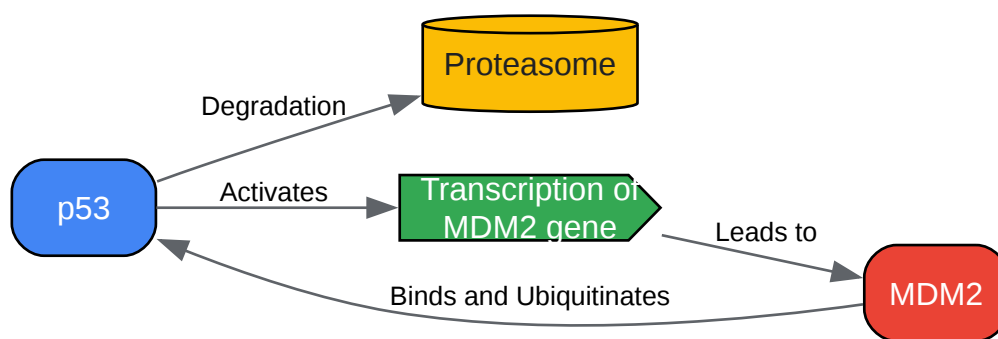 Proteasome
Degradation
p53
Activates
Transcription of
MDM2 gene
Leads to
Binds and Ubiquitinates
MDM2